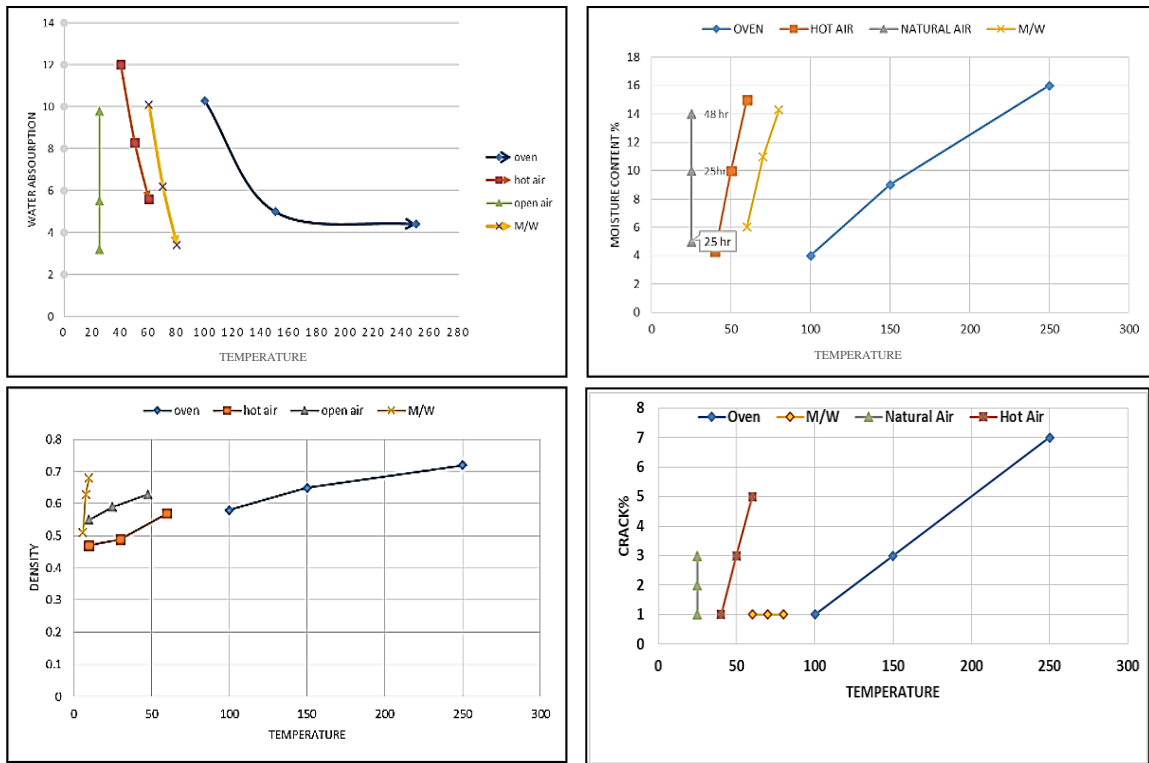 14
12
10
8
6
4
2
0
WATER ABSOURPTION
0 20 40 60 80 100 120 140 160 180 200 220 240 260 280
TEMPERATURE
oven
hot air
open air
M/W
OVEN HOT AIR NATURAL AIR M/W
18
16
14
12
10
8
6
4
2
0
MOISTURE CONTENT %
48 hr
25hr
25 hr
0 50 100 150 200 250 300
TEMPERATURE
oven hot air open air M/W
0.8
0.7
0.6
0.5
0.4
0.3
0.2
0.1
0
DENSITY
0 50 100 150 200 250 300
TEMPERATURE
Oven M/W Natural Air Hot Air
8
7
6
5
4
3
2
1
0
CRACK%
0 50 100 150 200 250 300
TEMPERATURE